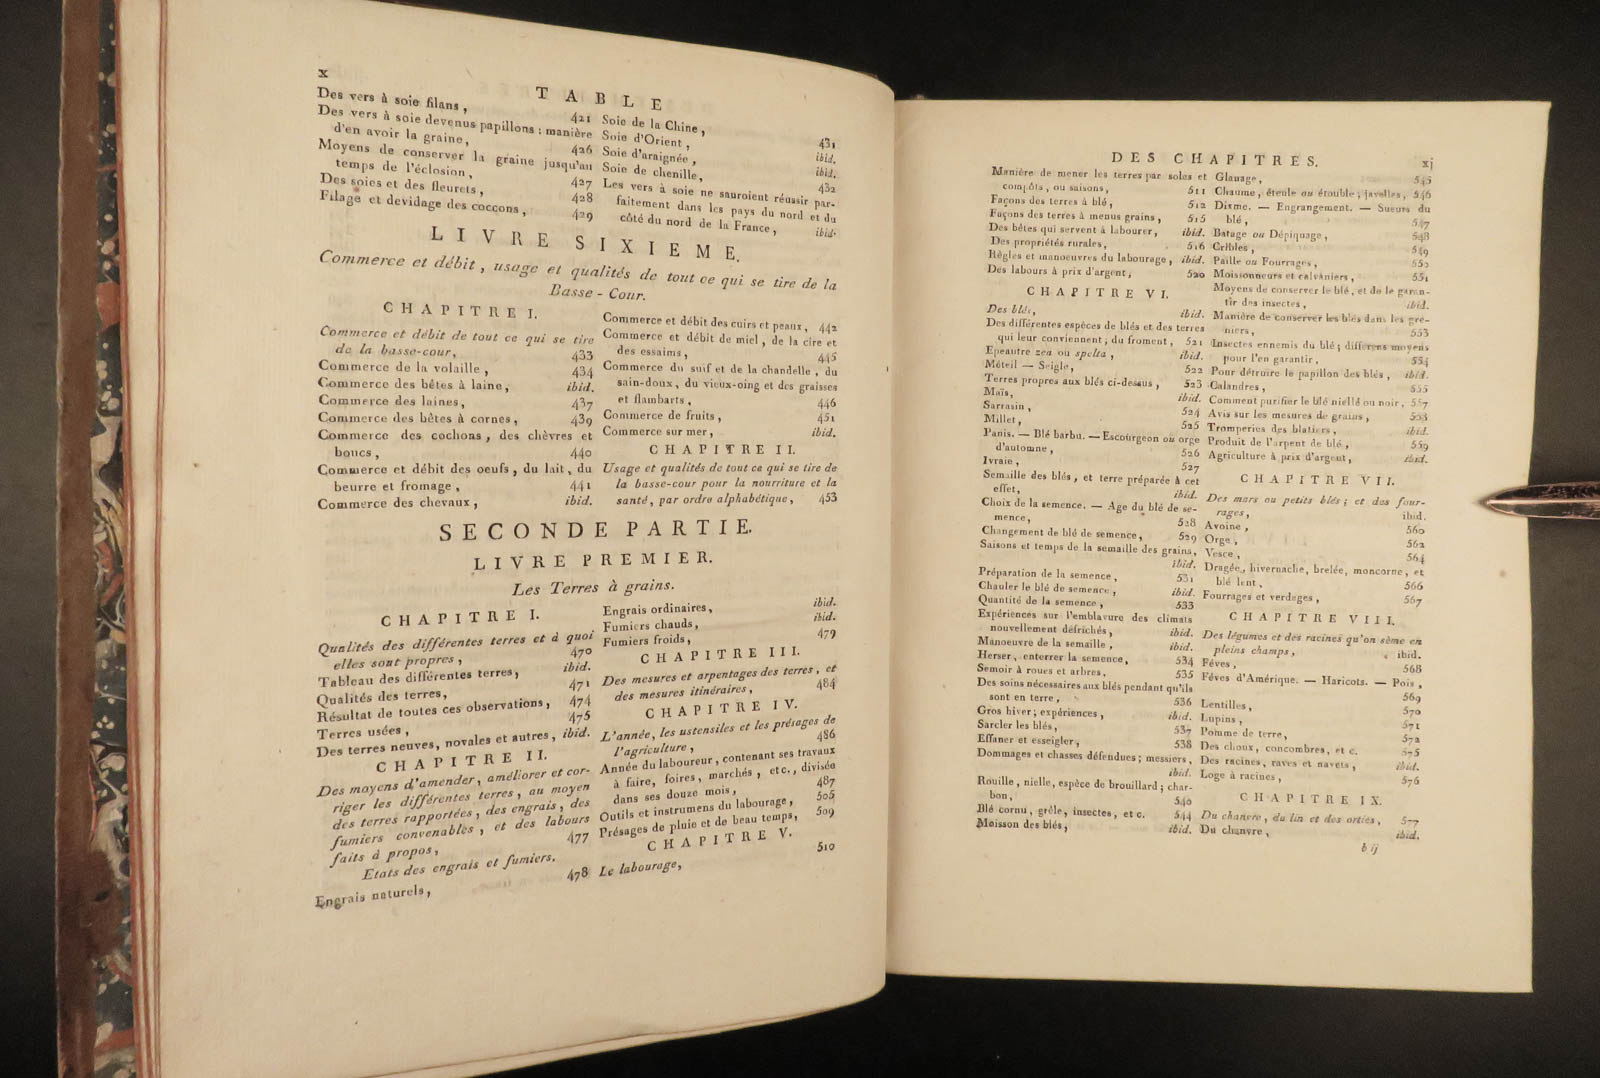 x
TABLE
Des vers à soie filans, 421
Des vers à soie devenus papillons : manière
d'en avoir la graine, 426
Moyens de conserver la graine jusqu'au
temps de l'éclosion, 427
Des soies et des fleurets, 428
Filage et devidage des cocçons, 429
Soie de la Chine, 431
Soie d'Orient, ibid.
Soie d'araignée, ibid.
Soie de chenille, 432
Les vers à soie ne sauroient réussir par-
faitement dans les pays du nord et du
côté du nord de la France, ibid.
LIVRE SIXIEME.
Commerce et débit, usage et qualités de tout ce qui se tire de la
Basse-Cour.
CHAPITRE I.
Commerce et débit de tout ce qui se tire
de la basse-cour, 433
Commerce de la volaille, 434
Commerce des bêtes à laine, ibid.
Commerce des laines, 437
Commerce des bêtes à cornes, 439
Commerce des cochons, des chèvres et
boucs, 440
Commerce et débit des oeufs, du lait, du
beurre et fromage, 441
Commerce des chevaux, ibid.
Commerce et débit des cuirs et peaux, 442
Commerce et débit de miel, de la cire et
des essaims, 445
Commerce du suif et de la chandelle, du
sain-doux, du vieux-oing et des graisses
et flambarts, 446
Commerce de fruits, 451
Commerce sur mer, ibid.
CHAPITRE II.
Usage et qualités de tout ce qui se tire de
la basse-cour pour la nourriture et la
santé, par ordre alphabétique, 453
SECONDE PARTIE.
LIVRE PREMIER.
Les Terres à grains.
CHAPITRE I.
Qualités des différentes terres et à quoi
elles sont propres, 470
Tableau des différentes terres, ibid.
Qualités des terres, 471
Résultat de toutes ces observations, 474
Terres usées, 475
Des terres neuves, novales et autres, ibid.
CHAPITRE II.
Des moyens d'amender, améliorer et cor-
riger les différentes terres, au moyen
des terres rapportées, des engrais, des
fumiers convenables, et des labours
faits à propos, 477
Etats des engrais et fumiers.
Engrais naturels, 478
Engrais ordinaires, ibid.
Fumiers chauds, ibid.
Fumiers froids, 479
CHAPITRE III.
Des mesures et arpentages des terres, et
des mesures itinéraires, 484
CHAPITRE IV.
L'année, les ustensiles et les présages de
l'agriculture, 486
Année du laboureur, contenant ses travaux
à faire, foires, marchés, etc., divisée
dans ses douze mois, 487
Outils et instrumens du labourage, 505
Présages de pluie et de beau temps, 509
CHAPITRE V.
Le labourage, 510
DES CHAPITRES.
xj
Manière de mener les terres par soles et
compôts, ou saisons, 511
Façons des terres à blé, 512
Façons des terres à menus grains, 515
Des bêtes qui servent à labourer, ibid.
Des propriétés rurales, 516
Règles et manoeuvres du labourage, ibid.
Des labours à prix d'argent, 520
CHAPITRE VI.
Des blés, ibid.
Des différentes espèces de blés et des terres
qui leur conviennent ; du froment, 521
Epeautre zea ou spelta, ibid.
Méteil — Seigle, 522
Terres propres aux blés ci-dessus, 523
Maïs, ibid.
Sarrasin, 524
Millet, 525
Panis. — Blé barbu. — Escourgeon ou orge
d'automne, 526
Ivraie, 527
Semaille des blés, et terre préparée à cet
effet, ibid.
Choix de la semence. — Age du blé de se-
mence, 528
Changement de blé de semence, 529
Saisons et temps de la semaille des grains,
ibid.
Préparation de la semence, 531
Chauler le blé de semence, ibid.
Quantité de la semence, 533
Expériences sur l'emblavure des climats
nouvellement défrichés, ibid.
Manoeuvre de la semaille, ibid.
Herser, enterrer la semence, 534
Semoir à roues et arbres, 535
Des soins nécessaires aux blés pendant qu'ils
sont en terre, 536
Gros hiver ; expériences, ibid.
Sarcler les blés, 537
Effaner et esseigler, 538
Dommages et chasses défendues ; messiers,
ibid.
Rouille, nielle, espèce de brouillard ; char-
bon, 540
Blé cornu, grêle, insectes, etc. 544
Moisson des blés, ibid.
Glanage, 545
Chaume, éteule ou étouble ; javelles, 546
Dixme. — Engrangement. — Sueurs du
blé, 547
Batage ou Dépiquage, 548
Cribles, 549
Paille ou Fourrages, 550
Moissonneurs et calvaniers, 551
Moyens de conserver le blé, et de le garan-
tir des insectes, ibid.
Manière de conserver les blés dans les gre-
niers, 553
Insectes ennemis du blé ; différens moyens
pour l'en garantir, 554
Pour détruire le papillon des blés, ibid.
Calandres, 555
Comment purifier le blé niellé ou noir, 557
Avis sur les mesures de grains, 558
Tromperies des blatiers, ibid.
Produit de l'arpent de blé, 559
Agriculture à prix d'argent, ibid.
CHAPITRE VII.
Des mars ou petits blés ; et des four-
rages, ibid.
Avoine, 560
Orge, 562
Vesce, 564
Dragée, hivernache, brelée, moncorne, et
blé lent, 566
Fourrages et verdages, 567
CHAPITRE VIII.
Des légumes et des racines qu'on sème en
pleins champs, ibid.
Féves, 568
Féves d'Amérique. — Haricots. — Pois,
569
Lentilles, 570
Lupins, 571
Pomme de terre, 572
Des choux, concombres, et c. 575
Des racines, raves et navets, ibid.
Loge à racines, 576
CHAPITRE IX.
Du chanvre, du lin et des orties, 577
Du chanvre, ibid.
b ij